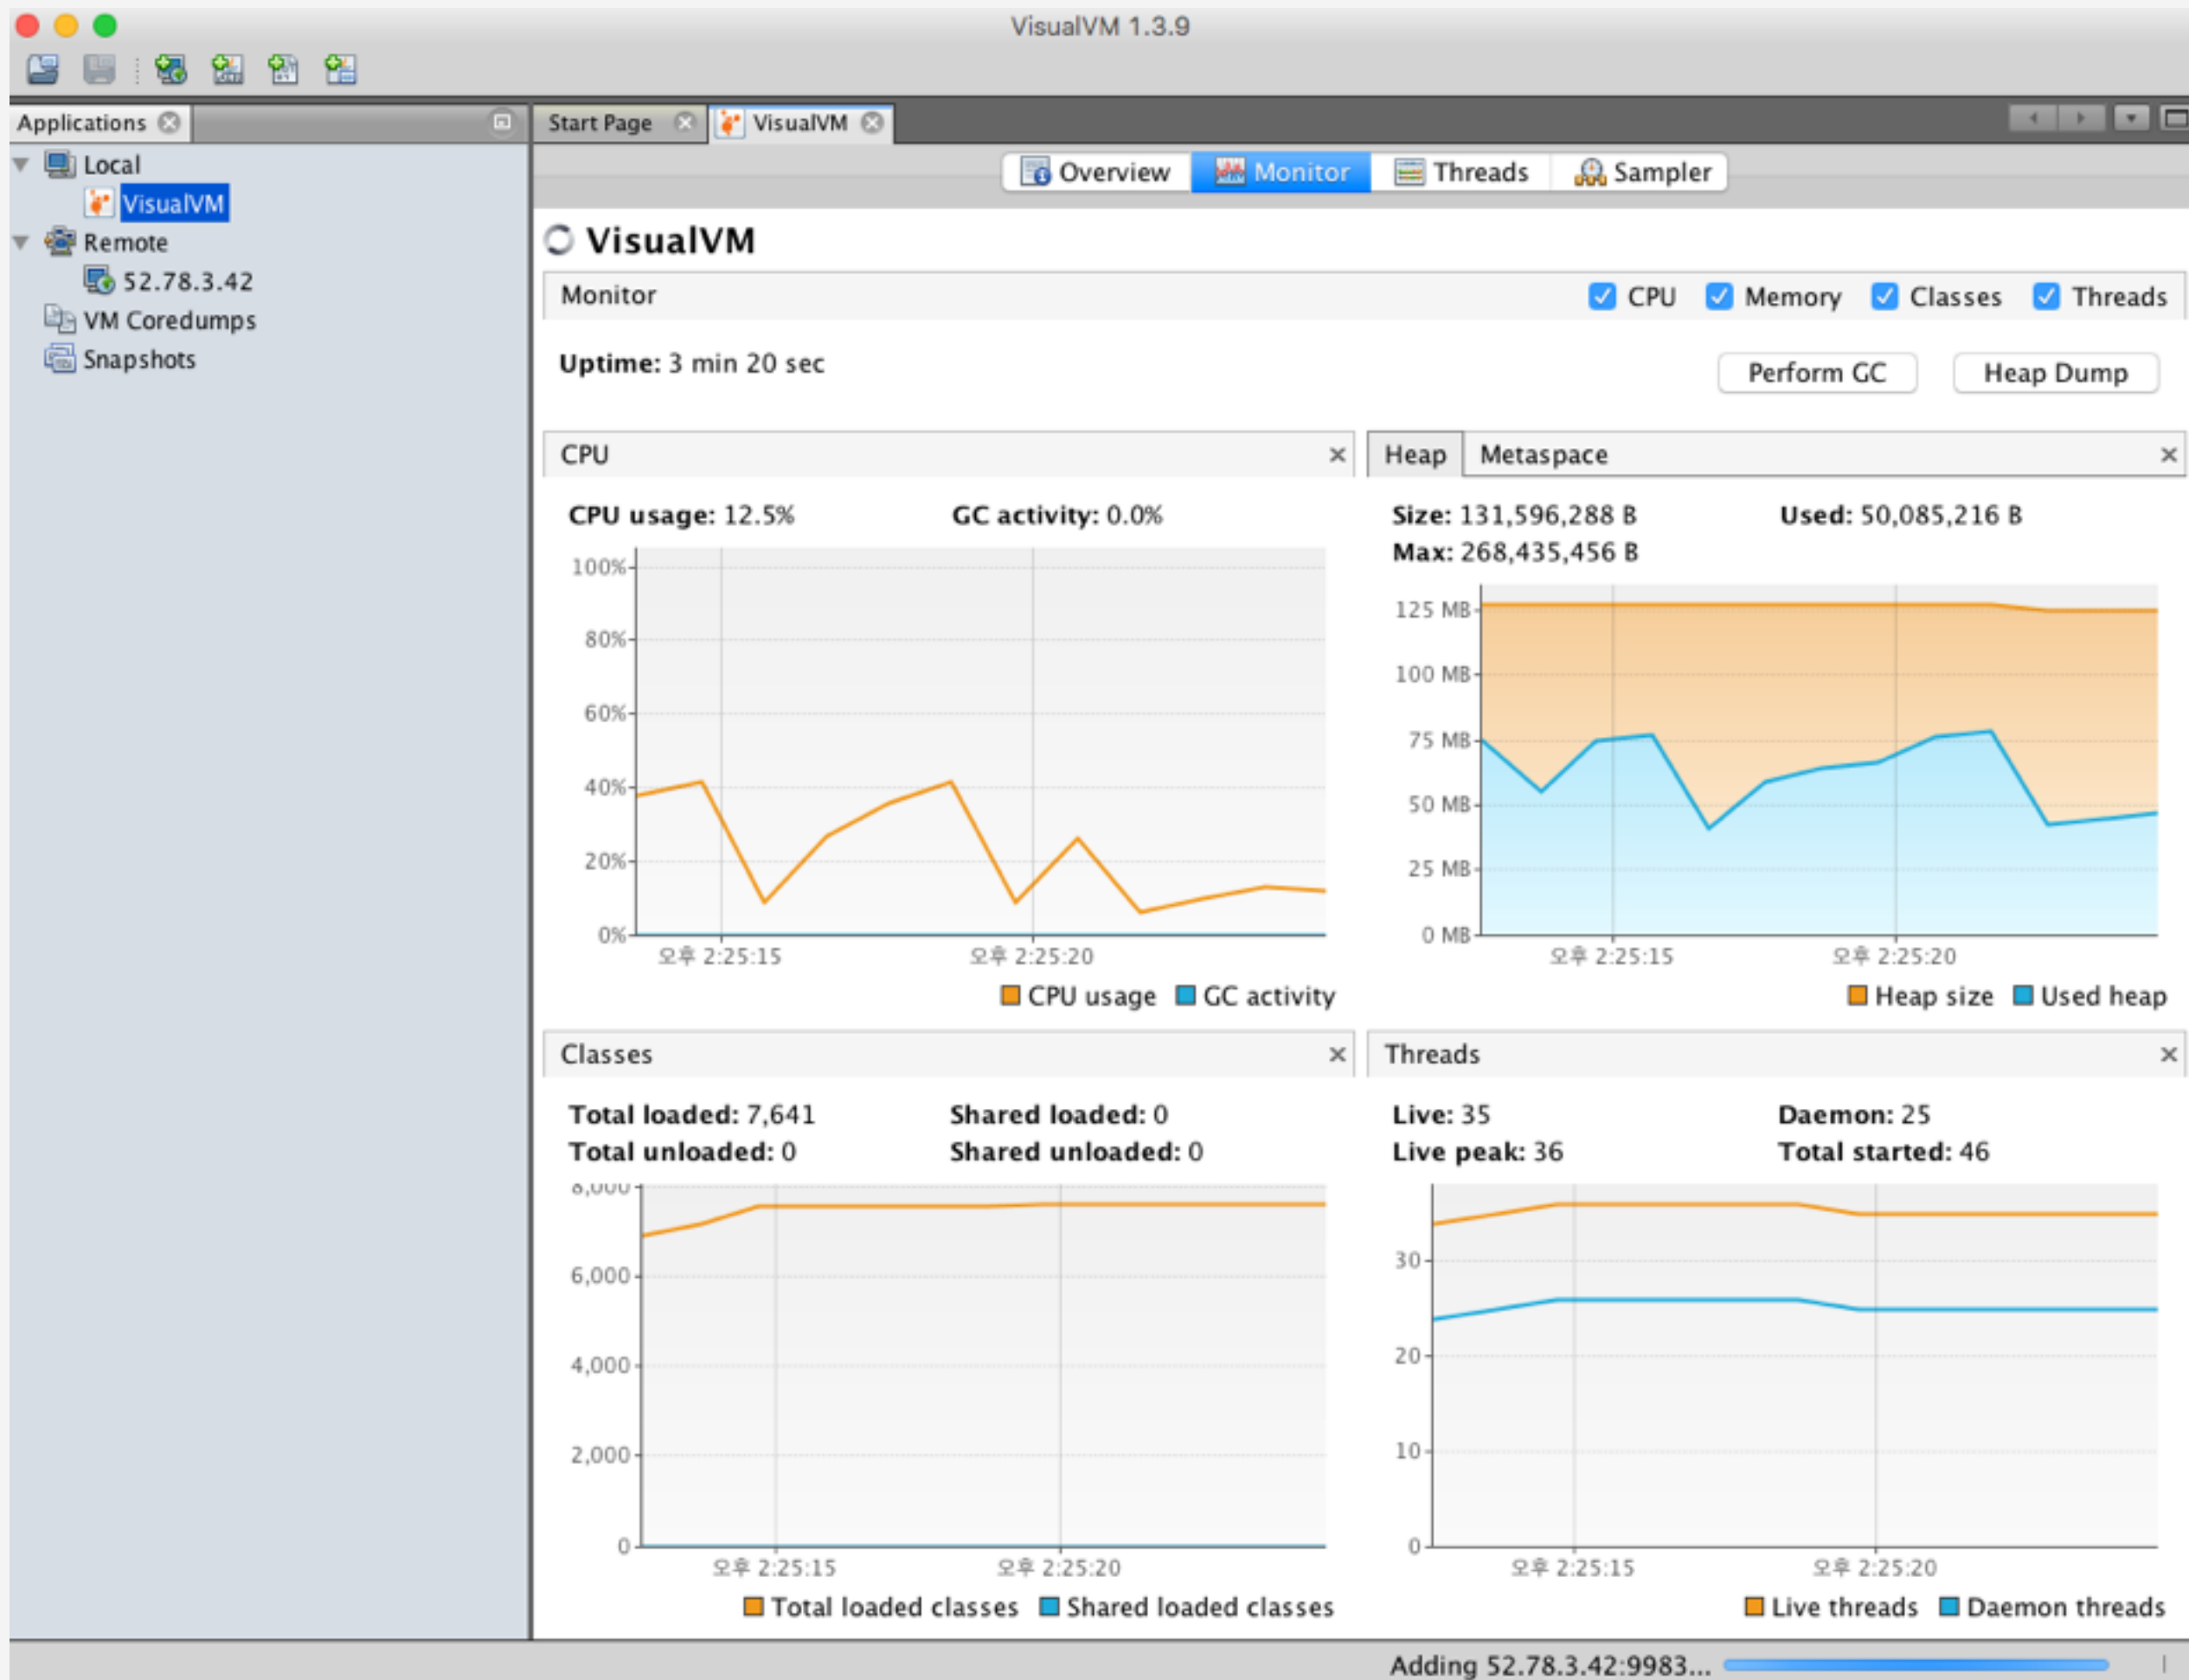 VisualVM 1.3.9
Applications
Start Page
VisualVM
Local
VisualVM
Remote
52.78.3.42
VM Coredumps
Snapshots
Overview
Monitor
Threads
Sampler
VisualVM
Monitor
CPU
Memory
Classes
Threads
Uptime: 3 min 20 sec
Perform GC
Heap Dump
CPU
CPU usage: 12.5%
GC activity: 0.0%
100%
80%
60%
40%
20%
0%
오후 2:25:15
오후 2:25:20
CPU usage
GC activity
Heap
Metaspace
Size: 131,596,288 B
Used: 50,085,216 B
Max: 268,435,456 B
125 MB
100 MB
75 MB
50 MB
25 MB
0 MB
오후 2:25:15
오후 2:25:20
Heap size
Used heap
Classes
Total loaded: 7,641
Shared loaded: 0
Total unloaded: 0
Shared unloaded: 0
8,000
6,000
4,000
2,000
0
오후 2:25:15
오후 2:25:20
Total loaded classes
Shared loaded classes
Threads
Live: 35
Daemon: 25
Live peak: 36
Total started: 46
30
20
10
0
오후 2:25:15
오후 2:25:20
Live threads
Daemon threads
Adding 52.78.3.42:9983...